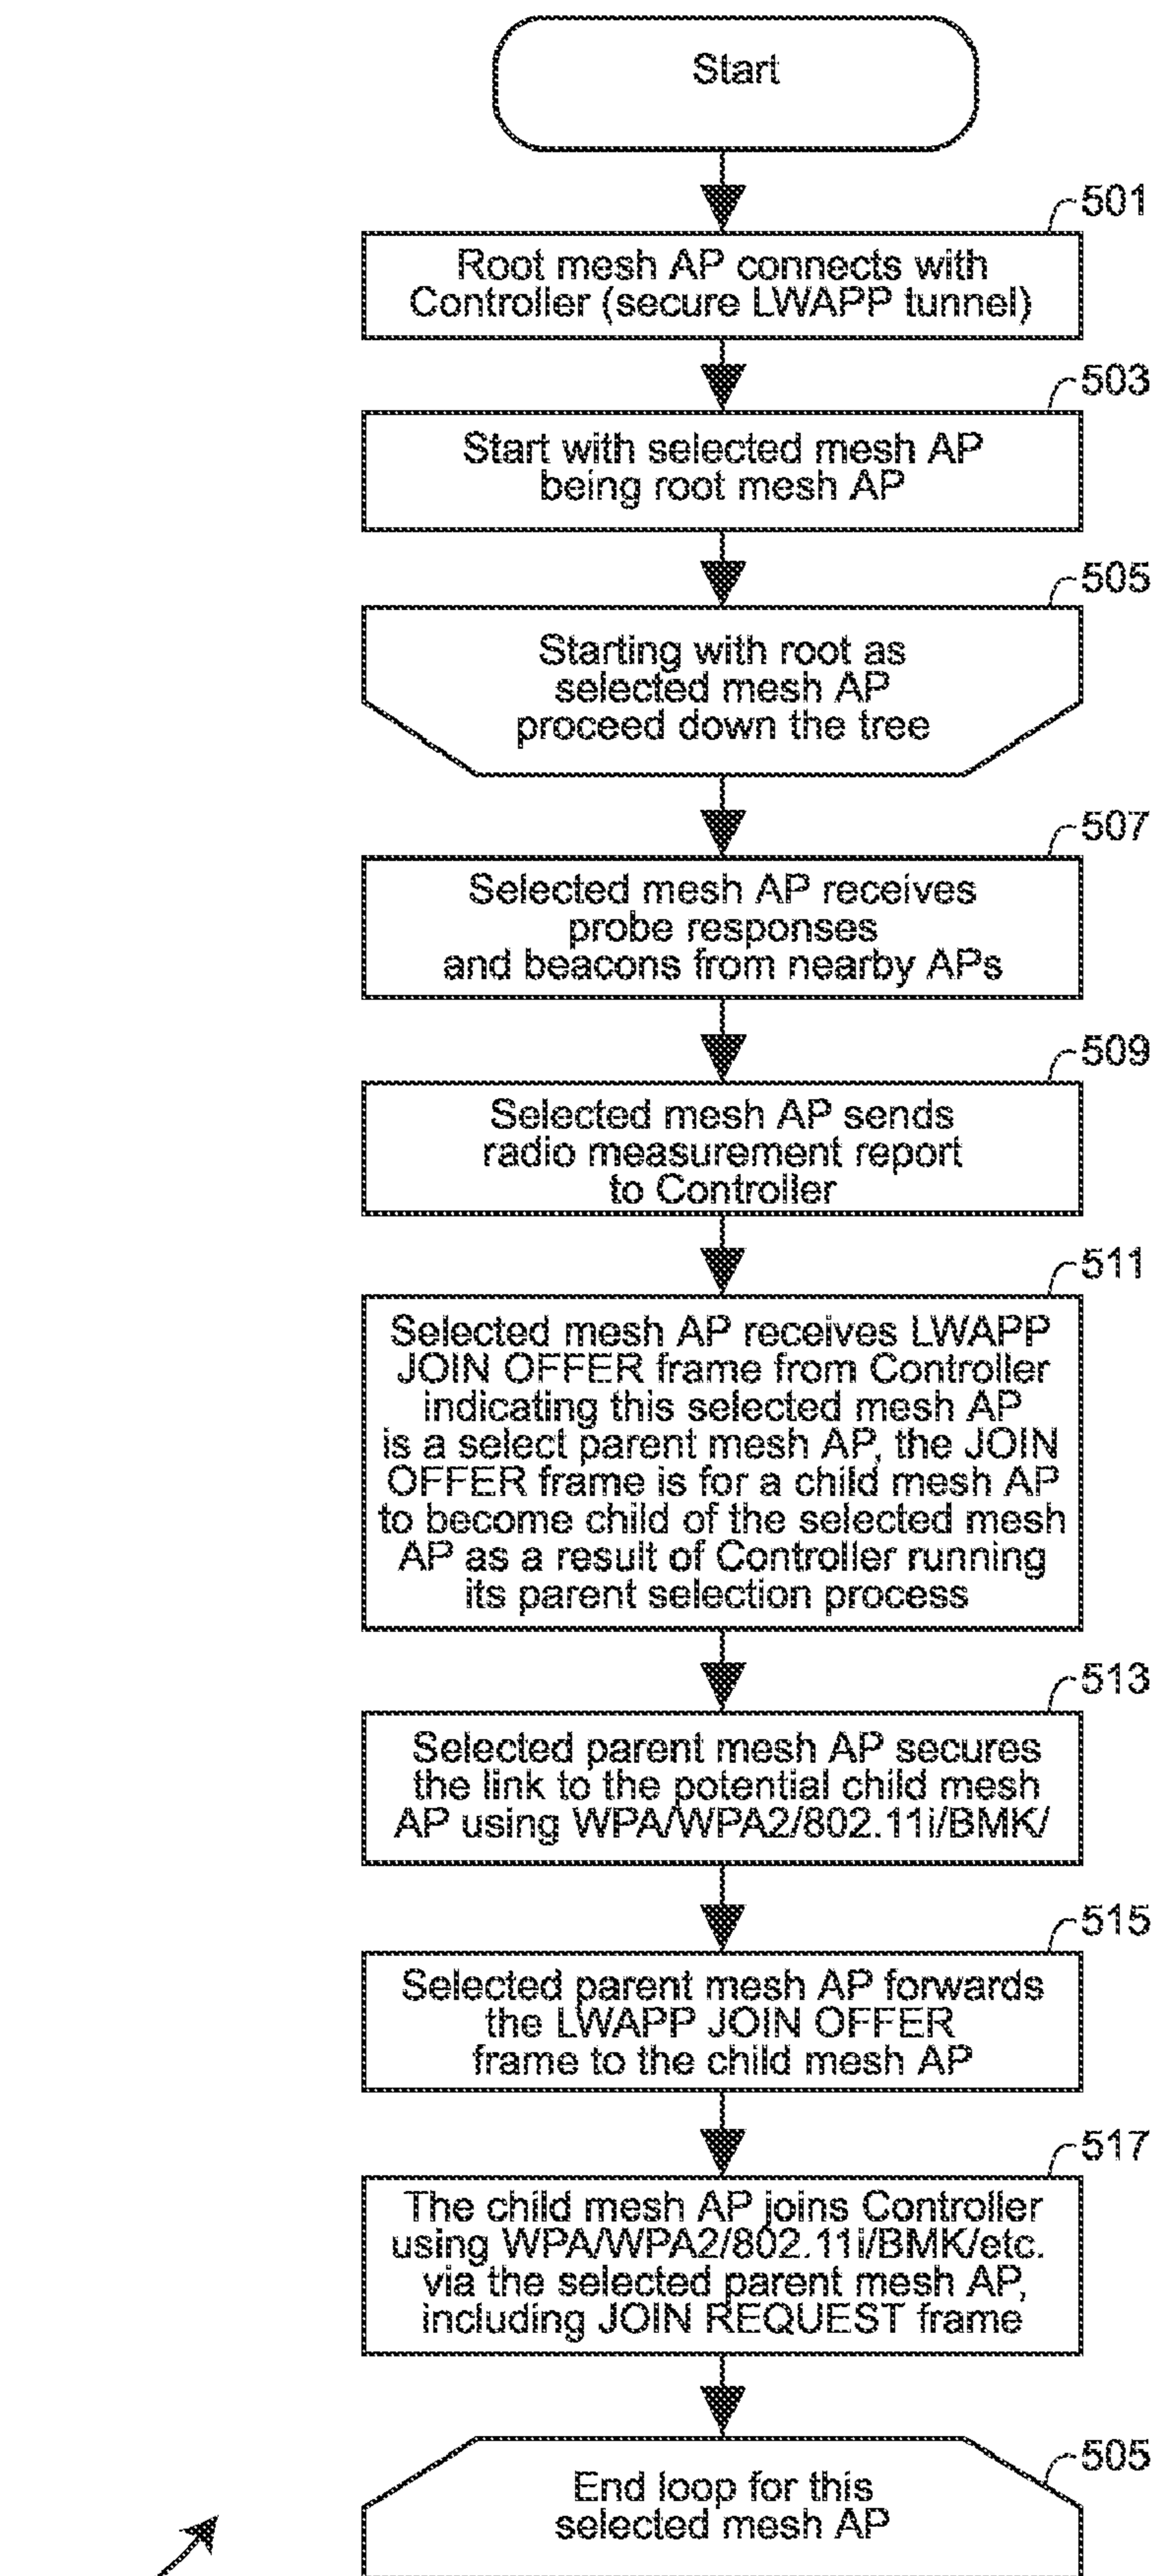 Start
501
Root mesh AP connects with
Controller (secure LWAPP tunnel)
503
Start with selected mesh AP
being root mesh AP
505
Starting with root as
selected mesh AP
proceed down the tree
507
Selected mesh AP receives
probe responses
and beacons from nearby APs
509
Selected mesh AP sends
radio measurement report
to Controller
511
Selected mesh AP receives LWAPP
JOIN OFFER frame from Controller
indicating this selected mesh AP
is a select parent mesh AP, the JOIN
OFFER frame is for a child mesh AP
to become child of the selected mesh
AP as a result of Controller running
its parent selection process
513
Selected parent mesh AP secures
the link to the potential child mesh
AP using WPA/WPA2/802.11i/BMK/
515
Selected parent mesh AP forwards
the LWAPP JOIN OFFER
frame to the child mesh AP
517
The child mesh AP joins Controller
using WPA/WPA2/802.11i/BMK/etc.
via the selected parent mesh AP,
including JOIN REQUEST frame
505
End loop for this
selected mesh AP